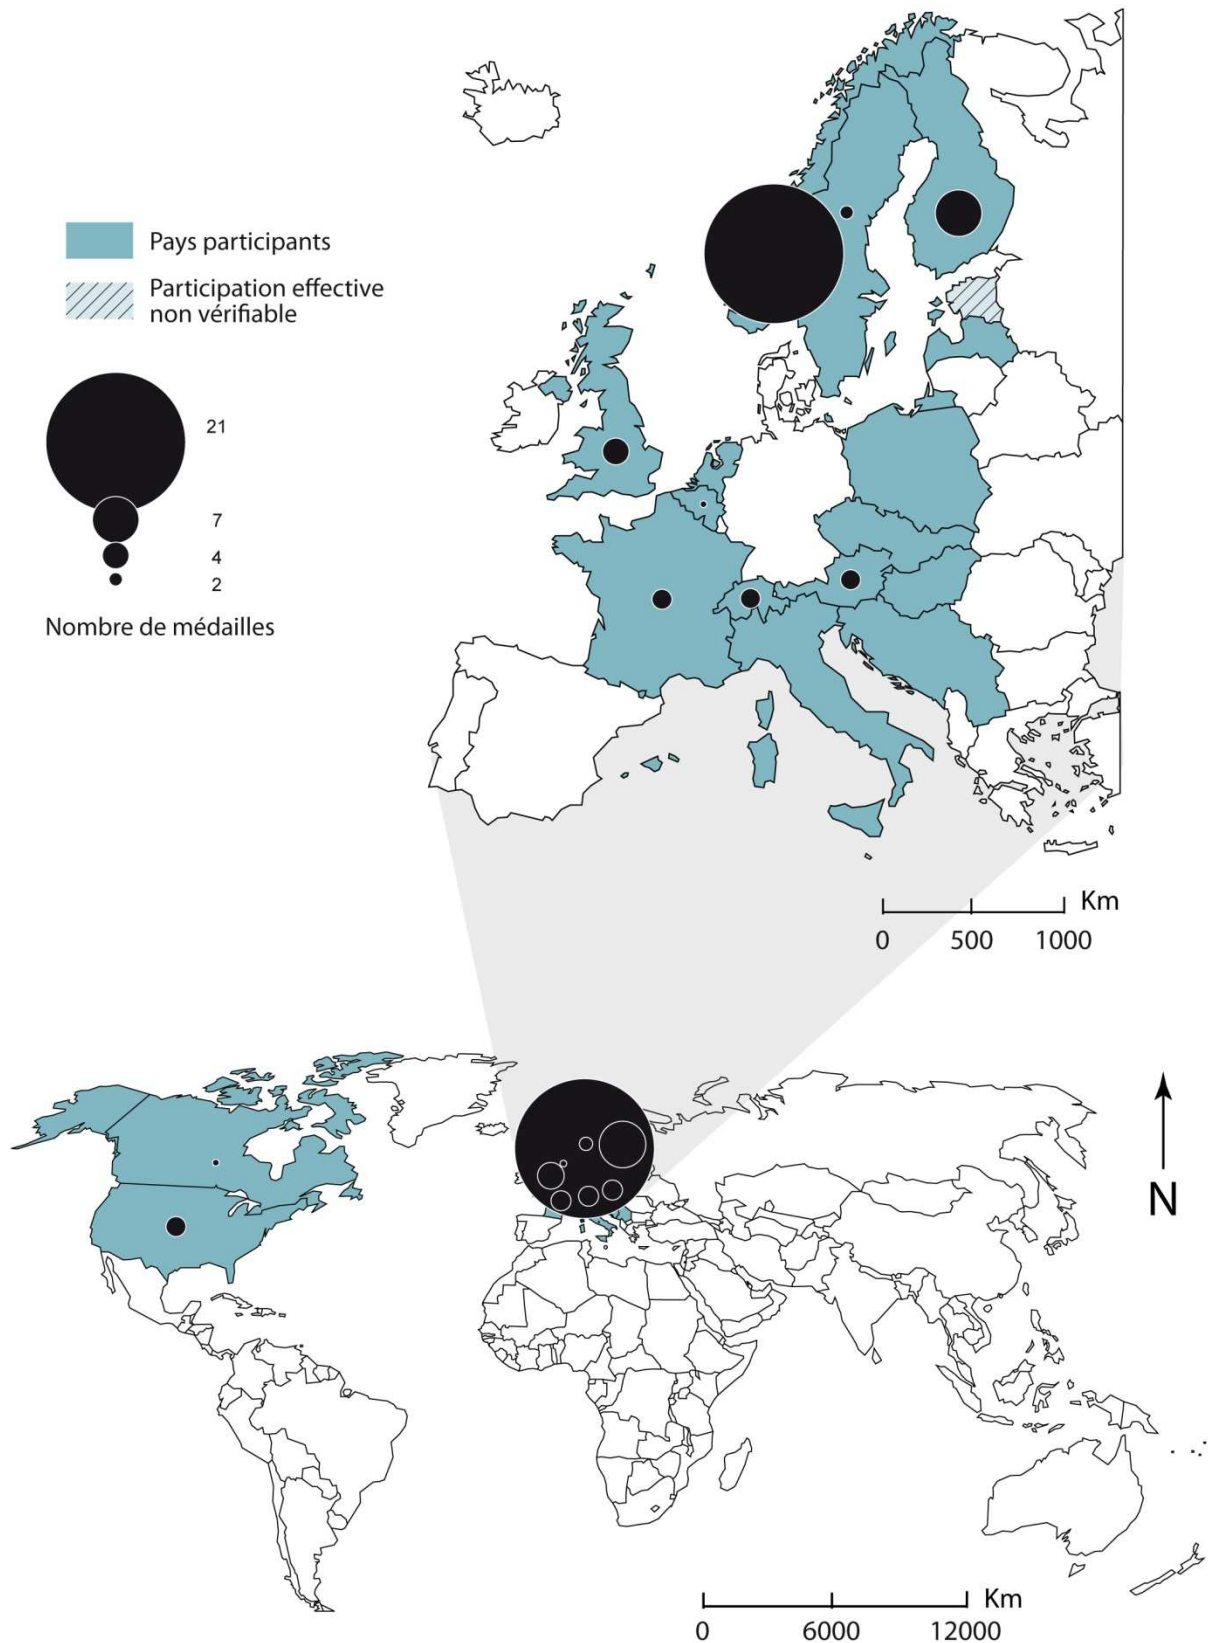 Pays participants
Participation effective
non vérifiable
21
7
4
2
Nombre de médailles
Km
0 500 1000
N
Km
0 6000 12000